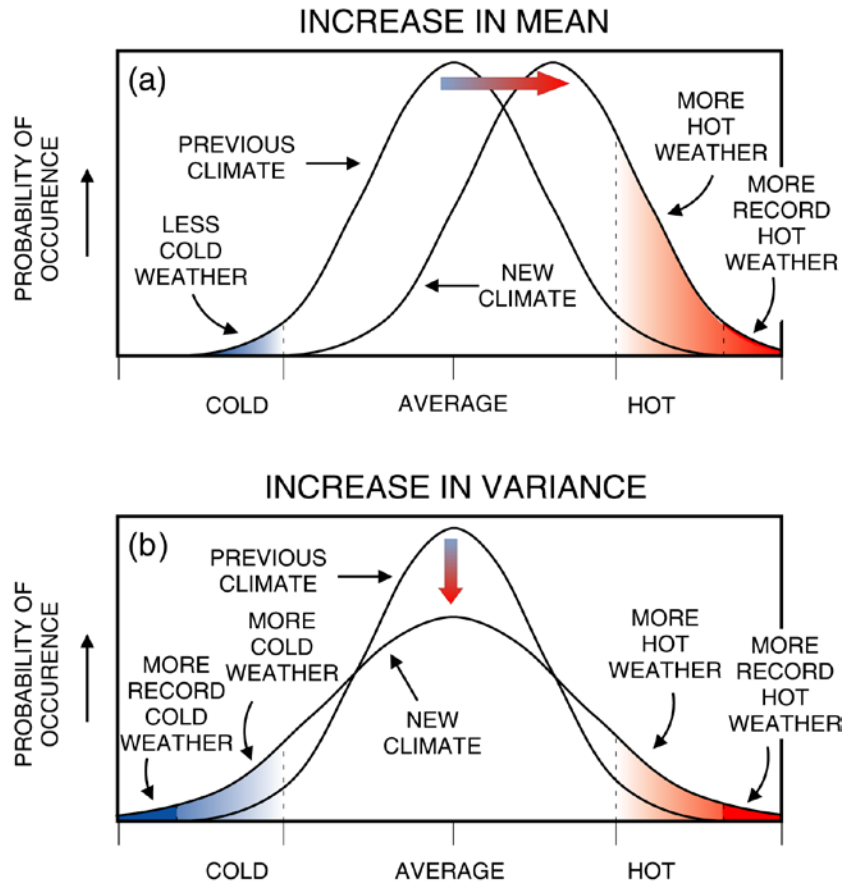 INCREASE IN MEAN
(a)
PROBABILITY OF
OCCURENCE
PREVIOUS
CLIMATE
LESS
COLD
WEATHER
NEW
CLIMATE
MORE
HOT
WEATHER
MORE
RECORD
HOT
WEATHER
COLD
AVERAGE
HOT
INCREASE IN VARIANCE
(b)
PROBABILITY OF
OCCURENCE
PREVIOUS
CLIMATE
MORE
COLD
WEATHER
MORE
RECORD
COLD
WEATHER
NEW
CLIMATE
MORE
HOT
WEATHER
MORE
RECORD
HOT
WEATHER
COLD
AVERAGE
HOT